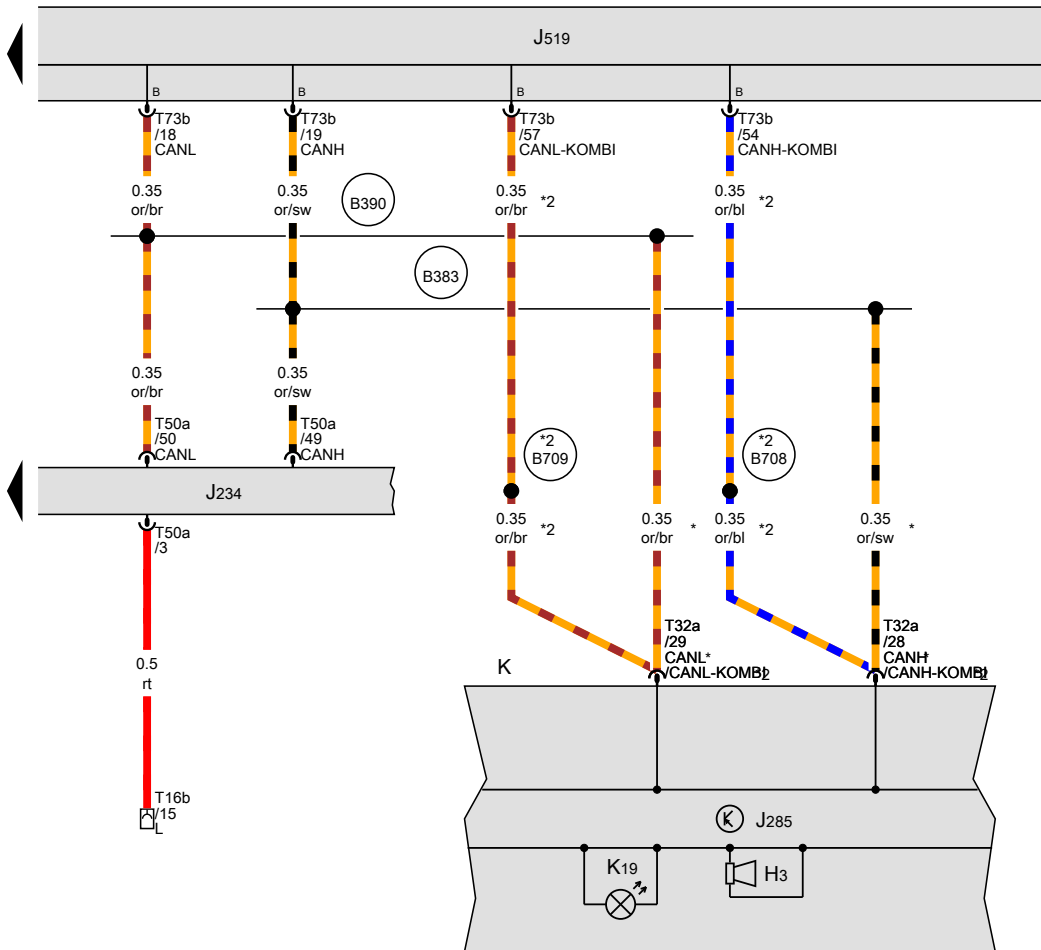 J519
B
B
B
B
T73b
/18
CANL
T73b
/19
CANH
T73b
/57
CANL-KOMBI
T73b
/54
CANH-KOMBI
0.35
or/br
0.35
or/sw
B390
0.35
or/br *2
0.35
or/bl *2
B383
0.35
or/br
0.35
or/sw
T50a
/50
CANL
T50a
/49
CANH
*2
B709
*2
B708
J234
T50a
/3
0.35
or/br *2
0.35
or/br *
0.35
or/bl *2
0.35
or/sw *
0.5
rt
K
T32a
/29
CANL*
/CANL-KOMBI*2
T32a
/28
CANH*
/CANH-KOMBI*2
T16b
/15
L
K J285
K19
H3